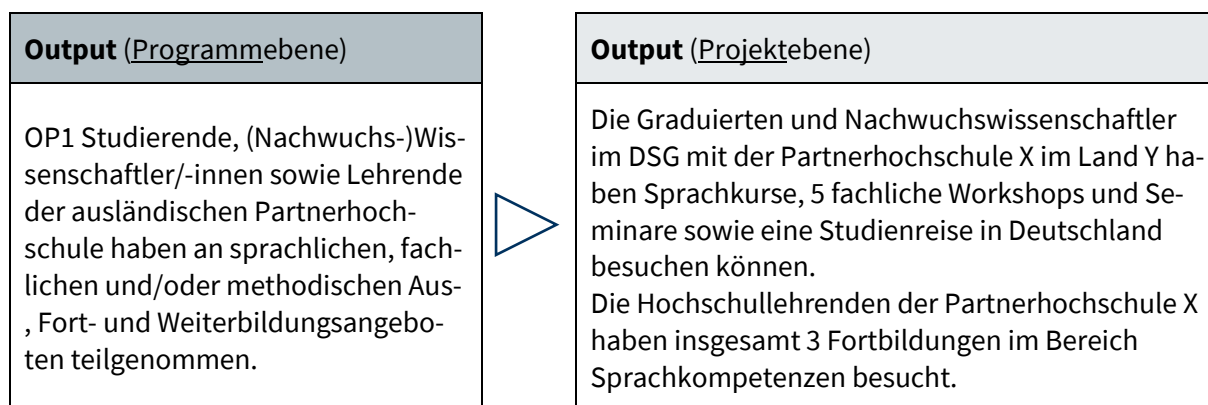 Output (Programmebene)
OP1 Studierende, (Nachwuchs-)Wis-
senschaftler/-innen sowie Lehrende
der ausländischen Partnerhoch-
schule haben an sprachlichen, fach-
lichen und/oder methodischen Aus-
, Fort- und Weiterbildungsangebo-
ten teilgenommen.
Output (Projektebene)
Die Graduierten und Nachwuchswissenschaftler
im DSG mit der Partnerhochschule X im Land Y ha-
ben Sprachkurse, 5 fachliche Workshops und Se-
minare sowie eine Studienreise in Deutschland
besuchen können.
Die Hochschullehrenden der Partnerhochschule X
haben insgesamt 3 Fortbildungen im Bereich
Sprachkompetenzen besucht.